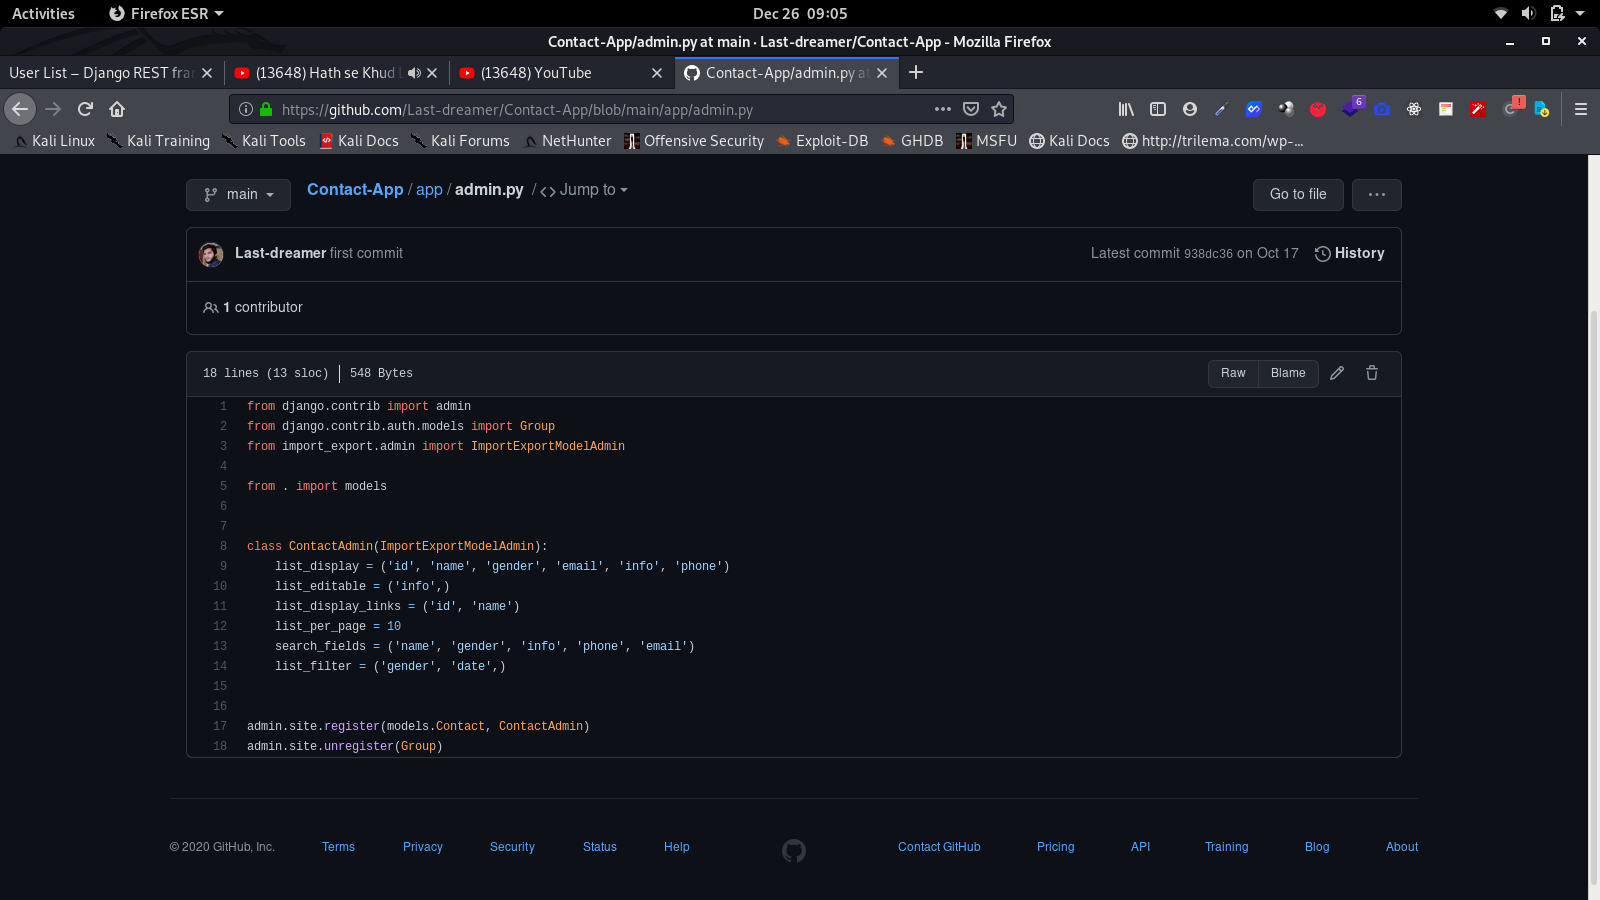 Activities Firefox ESR Dec 26 09:05
Contact-App/admin.py at main · Last-dreamer/Contact-App - Mozilla Firefox
User List – Django REST fra (13648) Hath se Khud (13648) YouTube Contact-App/admin.py at
https://github.com/Last-dreamer/Contact-App/blob/main/app/admin.py 6 !
Kali Linux Kali Training Kali Tools Kali Docs Kali Forums NetHunter Offensive Security Exploit-DB GHDB MSFU Kali Docs http://trilema.com/wp-...
main Contact-App / app / admin.py / <> Jump to Go to file ...
Last-dreamer first commit Latest commit 938dc36 on Oct 17 History
1 contributor
18 lines (13 sloc) 548 Bytes Raw Blame
1 from django.contrib import admin
2 from django.contrib.auth.models import Group
3 from import_export.admin import ImportExportModelAdmin
4
5 from . import models
6
7
8 class ContactAdmin(ImportExportModelAdmin):
9 list_display = ('id', 'name', 'gender', 'email', 'info', 'phone')
10 list_editable = ('info',)
11 list_display_links = ('id', 'name')
12 list_per_page = 10
13 search_fields = ('name', 'gender', 'info', 'phone', 'email')
14 list_filter = ('gender', 'date',)
15
16
17 admin.site.register(models.Contact, ContactAdmin)
18 admin.site.unregister(Group)
© 2020 GitHub, Inc. Terms Privacy Security Status Help Contact GitHub Pricing API Training Blog About